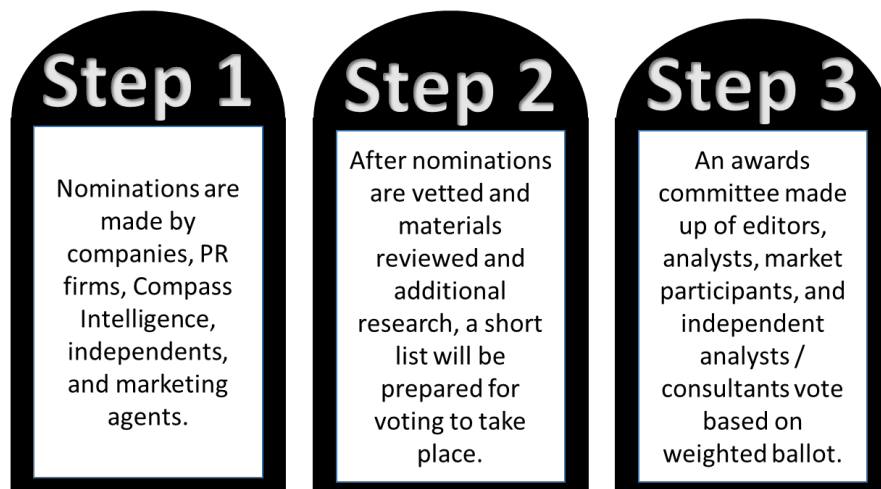 Step 1
Nominations are
made by
companies, PR
firms, Compass
Intelligence,
independents,
and marketing
agents.
Step 2
After nominations
are vetted and
materials
reviewed and
additional
research, a short
list will be
prepared for
voting to take
place.
Step 3
An awards
committee made
up of editors,
analysts, market
participants, and
independent
analysts /
consultants vote
based on
weighted ballot.